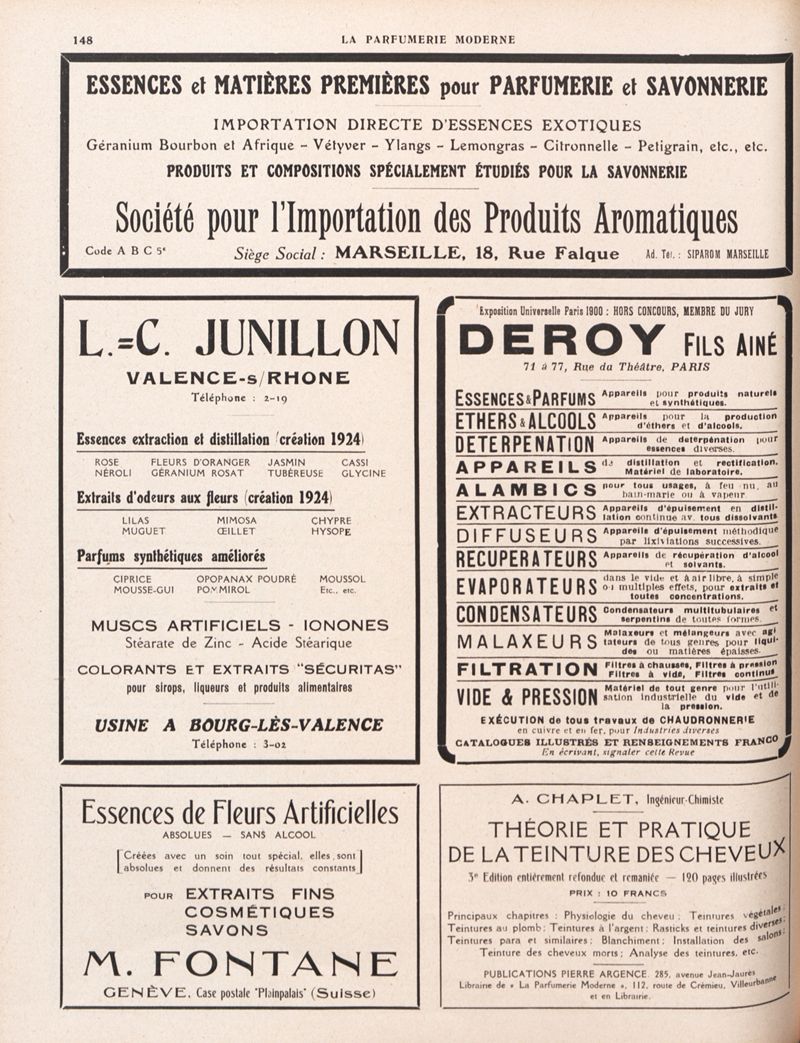 148
LA PARFUMERIE MODERNE
ESSENCES et MATIÈRES PREMIÈRES pour PARFUMERIE et SAVONNERIE
IMPORTATION DIRECTE D'ESSENCES EXOTIQUES
Géranium Bourbon et Afrique – Vétyver – Ylangs – Lemongras – Citronnelle – Petigrain, etc., etc.
PRODUITS ET COMPOSITIONS SPÉCIALEMENT ÉTUDIÉS POUR LA SAVONNERIE
Société pour l'Importation des Produits Aromatiques
Code A B C 5e Siège Social : MARSEILLE, 18, Rue Falque Ad. Tél. : SIPAROM MARSEILLE
L.=C. JUNILLON
VALENCE-s/RHONE
Téléphone : 2-19
Essences extraction et distillation (création 1924)
ROSE FLEURS D'ORANGER JASMIN CASSI
NÉROLI GÉRANIUM ROSAT TUBÉREUSE GLYCINE
Extraits d'odeurs aux fleurs (création 1924)
LILAS MIMOSA CHYPRE
MUGUET ŒILLET HYSOPE
Parfums synthétiques améliorés
CIPRICE OPOPANAX POUDRÉ MOUSSOL
MOUSSE-GUI POMMIROL Etc., etc.
MUSCS ARTIFICIELS - IONONES
Stéarate de Zinc - Acide Stéarique
COLORANTS ET EXTRAITS "SÉCURITAS"
pour sirops, liqueurs et produits alimentaires
USINE A BOURG-LÈS-VALENCE
Téléphone : 3-02
Exposition Universelle Paris 1900 : HORS CONCOURS, MEMBRE DU JURY
DEROY FILS AINÉ
71 à 77, Rue du Théâtre, PARIS
ESSENCES & PARFUMS Appareils pour produits naturels
et synthétiques.
ETHERS & ALCOOLS Appareils pour la production
d'éthers et d'alcools.
DETERPENATION Appareils de deterpénation pour
essences diverses.
APPAREILS de distillation et rectification.
Matériel de laboratoire.
ALAMBICS pour tous usages, à feu nu, au
bain-marie ou à vapeur.
EXTRACTEURS Appareils d'épuisement en distil-
lation continue av. tous dissolvants
DIFFUSEURS Appareils d'épuisement méthodique
par lixiviations successives.
RECUPERATEURS Appareils de récupération d'alcool
et solvants.
EVAPORATEURS dans le vide et à air libre, à simple
ou multiples effets, pour extraits et
toutes concentrations.
CONDENSATEURS Condensateurs multitubulaires et
serpentins de toutes formes.
MALAXEURS Malaxeurs et mélangeurs avec agi
tateurs de tous genres pour liqui-
des ou matières épaisses.
FILTRATION Filtres à chausses, Filtres à pression
Filtres à vide, Filtres continus
VIDE & PRESSION Matériel de tout genre pour l'utili-
sation industrielle du vide et de
la pression.
EXÉCUTION de tous travaux de CHAUDRONNERIE
en cuivre et en fer, pour Industries diverses
CATALOGUES ILLUSTRÉS ET RENSEIGNEMENTS FRANCO
En écrivant, signaler cette Revue
Essences de Fleurs Artificielles
ABSOLUES — SANS ALCOOL
[Créées avec un soin tout spécial, elles sont
absolues et donnent des résultats constants]
POUR EXTRAITS FINS
COSMÉTIQUES
SAVONS
M. FONTANE
GENÈVE, Case postale "Plainpalais" (Suisse)
A. CHAPLET, Ingénieur-Chimiste
THÉORIE ET PRATIQUE
DE LA TEINTURE DES CHEVEUX
3e Edition entièrement refondue et remaniée — 120 pages illustrées
PRIX : 10 FRANCS
Principaux chapitres : Physiologie du cheveu ; Teintures végétales ;
Teintures au plomb ; Teintures à l'argent ; Rasticks et teintures diverses ;
Teintures para et similaires ; Blanchiment ; Installation des salons ;
Teinture des cheveux morts ; Analyse des teintures, etc.
PUBLICATIONS PIERRE ARGENCE, 285, avenue Jean-Jaurès
Librairie de « La Parfumerie Moderne », 112, route de Crémieu, Villeurbanne
et en Librairie.